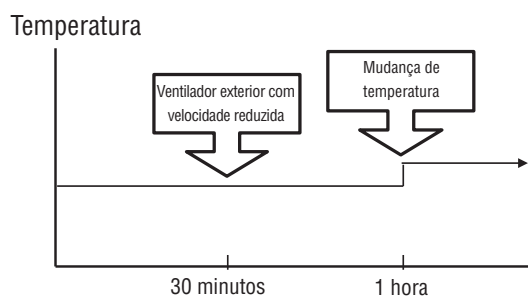 Temperatura
Ventilador exterior com
velocidade reduzida
Mudança de
temperatura
30 minutos
1 hora